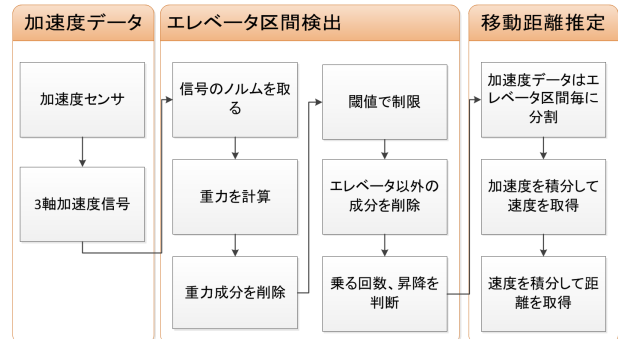 加速度データ
加速度センサ
3軸加速度信号
エレベータ区間検出
信号のノルムを取
る
重力を計算
重力成分を削除
閾値で制限
エレベータ以外の
成分を削除
乗る回数、昇降を
判断
移動距離推定
加速度データはエ
レベータ区間毎に
分割
加速度を積分して
速度を取得
速度を積分して距
離を取得